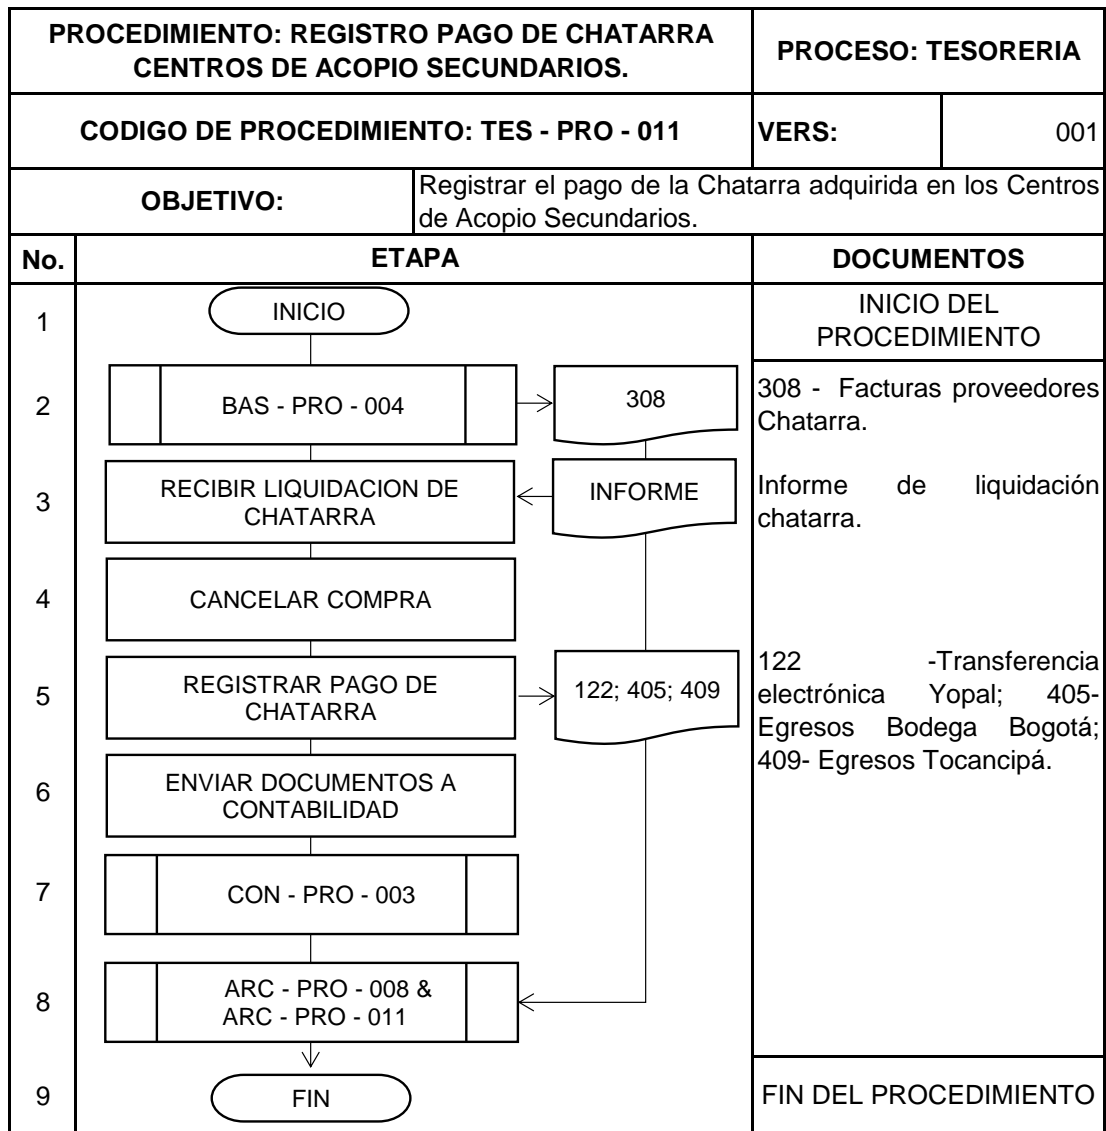 PROCEDIMIENTO: REGISTRO PAGO DE CHATARRA
CENTROS DE ACOPIO SECUNDARIOS.
PROCESO: TESORERIA
CODIGO DE PROCEDIMIENTO: TES - PRO - 011
VERS:
001
OBJETIVO:
Registrar el pago de la Chatarra adquirida en los Centros
de Acopio Secundarios.
No.
ETAPA
DOCUMENTOS
1
INICIO
INICIO DEL
PROCEDIMIENTO
2
BAS - PRO - 004
308
308 - Facturas proveedores
Chatarra.
3
RECIBIR LIQUIDACION DE
CHATARRA
INFORME
Informe de liquidación
chatarra.
4
CANCELAR COMPRA
5
REGISTRAR PAGO DE
CHATARRA
122; 405; 409
122 -Transferencia
electrónica Yopal; 405-
Egresos Bodega Bogotá;
409- Egresos Tocancipá.
6
ENVIAR DOCUMENTOS A
CONTABILIDAD
7
CON - PRO - 003
8
ARC - PRO - 008 &
ARC - PRO - 011
9
FIN
FIN DEL PROCEDIMIENTO